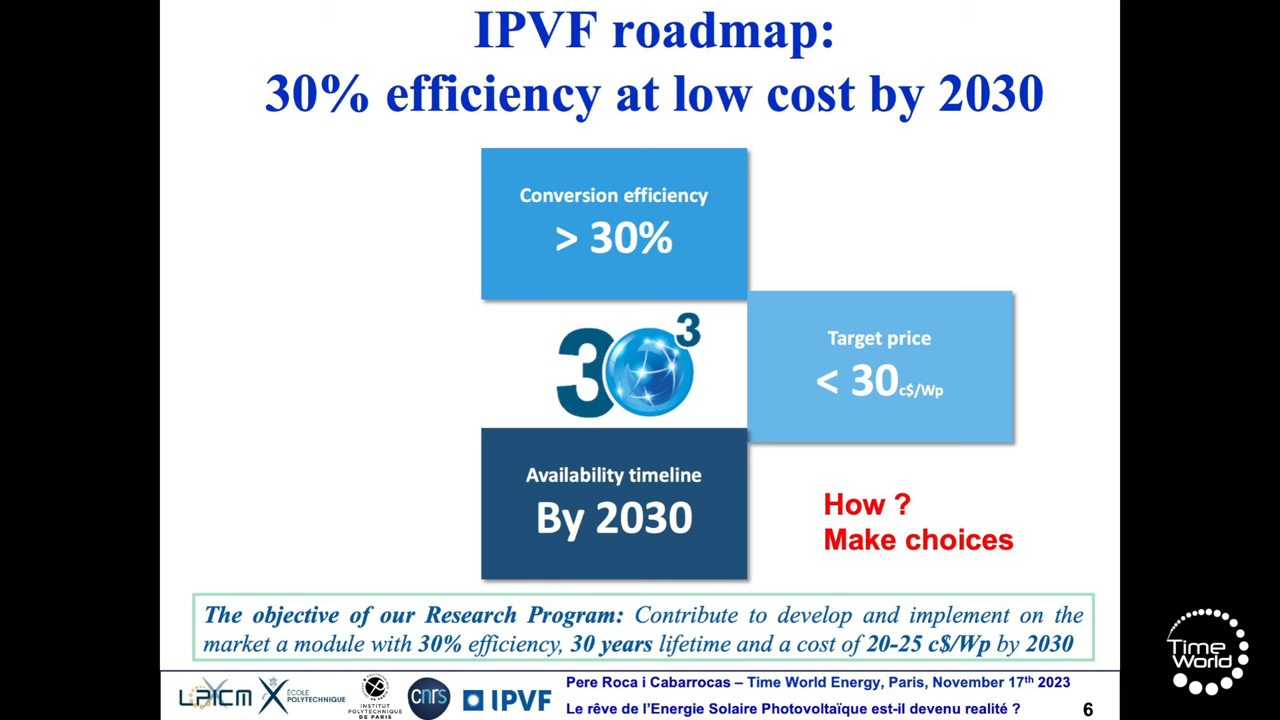 IPVF roadmap:
30% efficiency at low cost by 2030
Conversion efficiency
> 30%
30³
Target price
< 30c$/Wp
Availability timeline
By 2030
How ?
Make choices
The objective of our Research Program: Contribute to develop and implement on the
market a module with 30% efficiency, 30 years lifetime and a cost of 20-25 c$/Wp by 2030
LPICM
ÉCOLE
POLYTECHNIQUE
INSTITUT
POLYTECHNIQUE
DE PARIS
cnrs
IPVF
Pere Roca i Cabarrocas – Time World Energy, Paris, November 17th 2023
Le rêve de l'Energie Solaire Photovoltaïque est-il devenu realité ?
6
Time
World